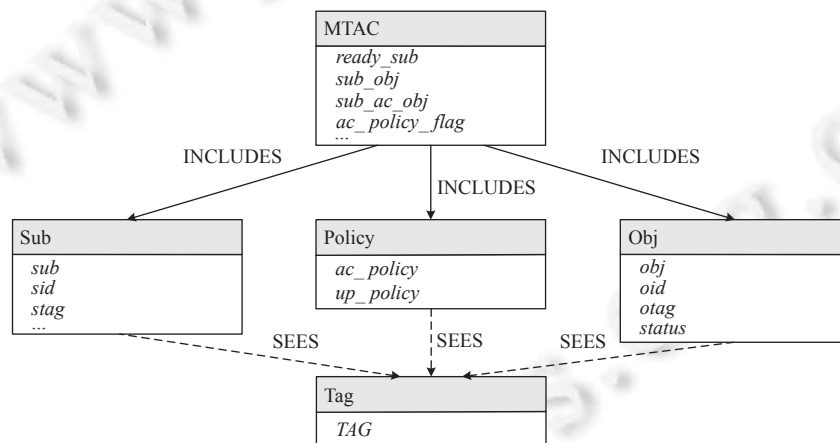 MTAC
ready_sub
sub_obj
sub_ac_obj
ac_policy_flag
...
INCLUDES
INCLUDES
INCLUDES
Sub
sub
sid
stag
...
Policy
ac_policy
up_policy
Obj
obj
oid
otag
status
SEES
SEES
SEES
Tag
TAG